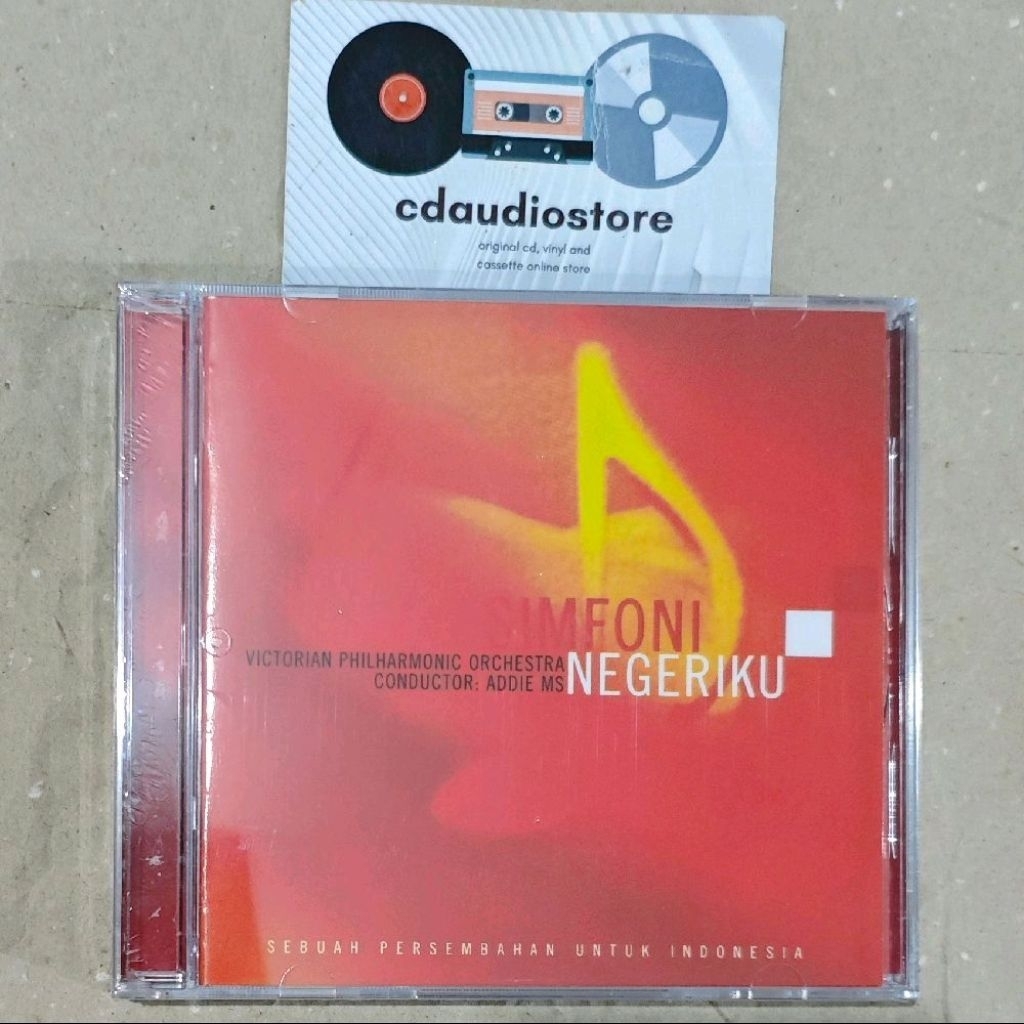 cdaudiostore
original cd, vinyl and
cassette online store
SIMFONI
VICTORIAN PHILHARMONIC ORCHESTRA
CONDUCTOR: ADDIE MS
NEGERIKU
SEBUAH PERSEMBAHAN UNTUK INDONESIA